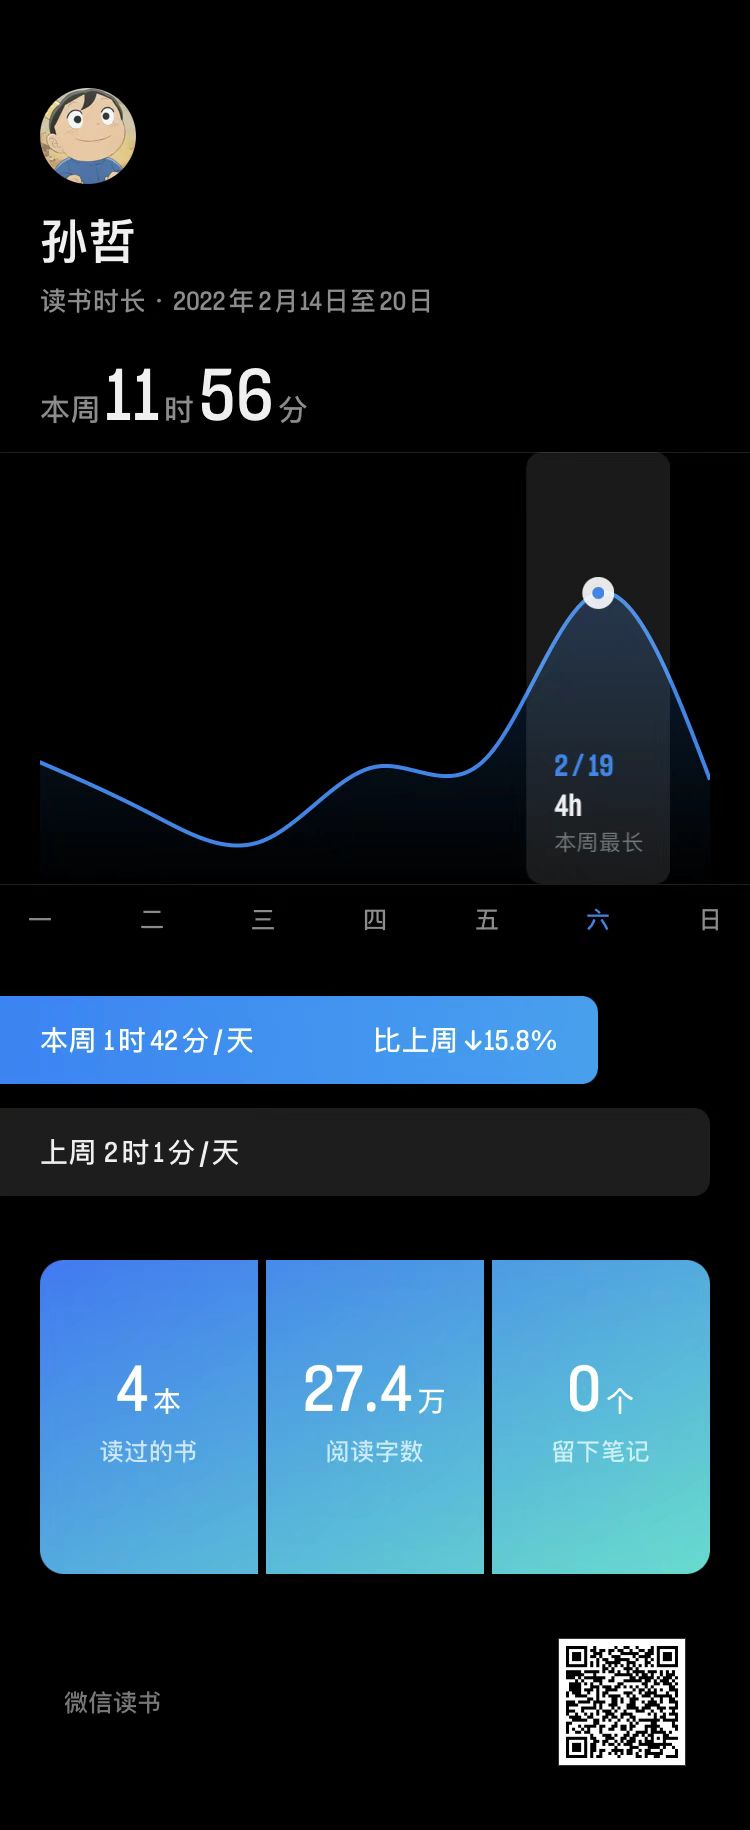 孙哲
读书时长 · 2022年2月14日至20日
本周11时56分
2/19
4h
本周最长
一 二 三 四 五 六 日
本周 1时42分/天 比上周 ↓15.8%
上周 2时1分/天
4本 27.4万 0个
读过的书 阅读字数 留下笔记
微信读书